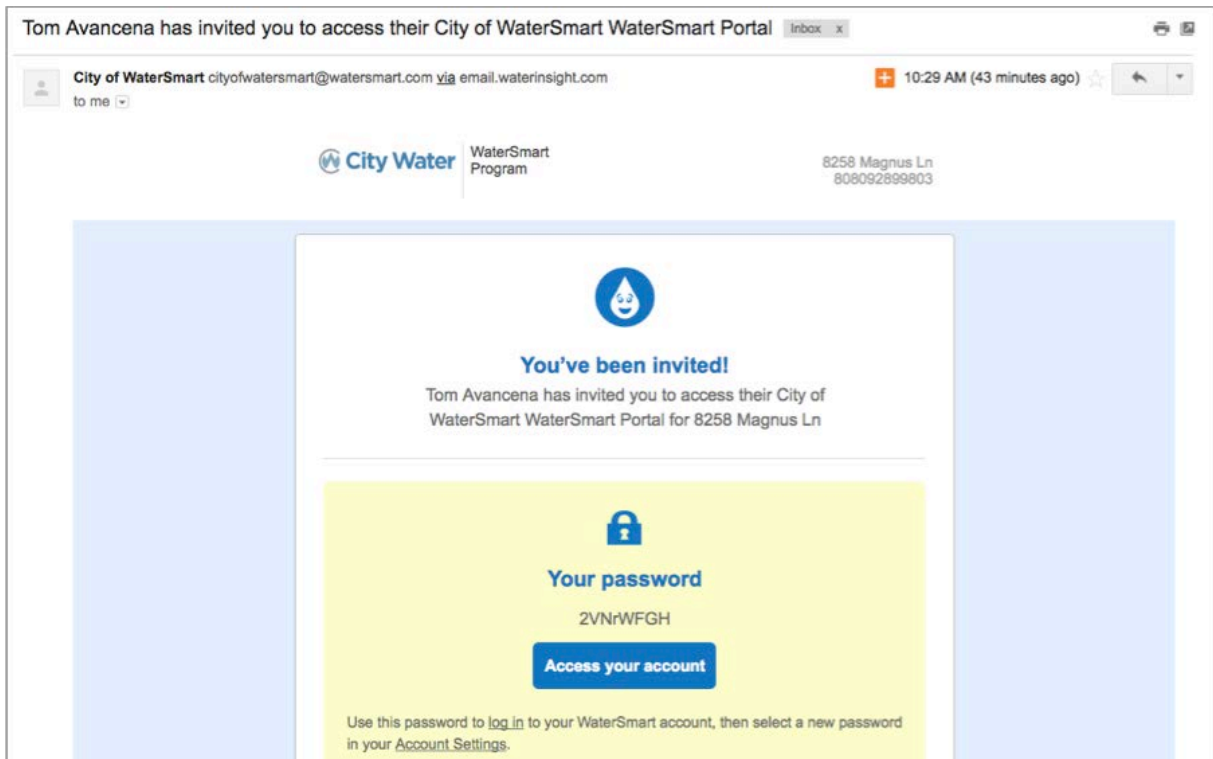 Tom Avancena has invited you to access their City of WaterSmart WaterSmart Portal Inbox x
City of WaterSmart cityofwatersmart@watersmart.com via email.waterinsight.com 10:29 AM (43 minutes ago)
to me
City Water
WaterSmart
Program
8258 Magnus Ln
808092899803
You've been invited!
Tom Avancena has invited you to access their City of
WaterSmart WaterSmart Portal for 8258 Magnus Ln
Your password
2VNrWFGH
Access your account
Use this password to log in to your WaterSmart account, then select a new password
in your Account Settings.